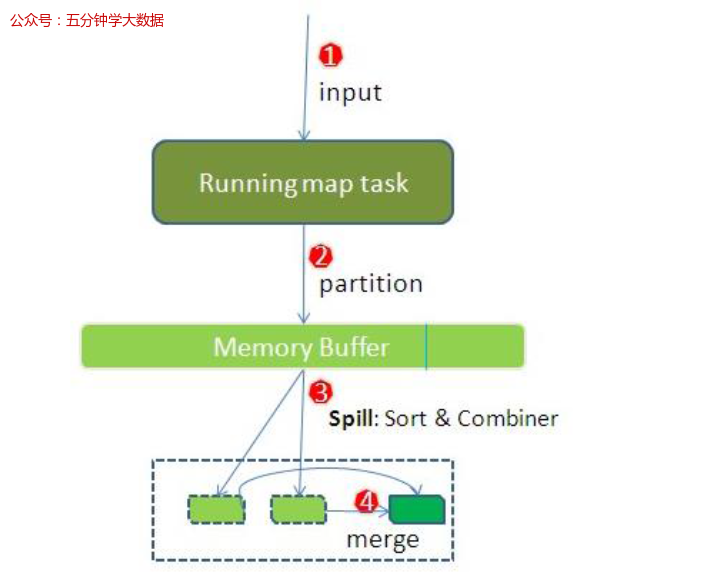 公众号：五分钟学大数据
1
input
Running map task
2
partition
Memory Buffer
3
Spill: Sort & Combiner
4
merge